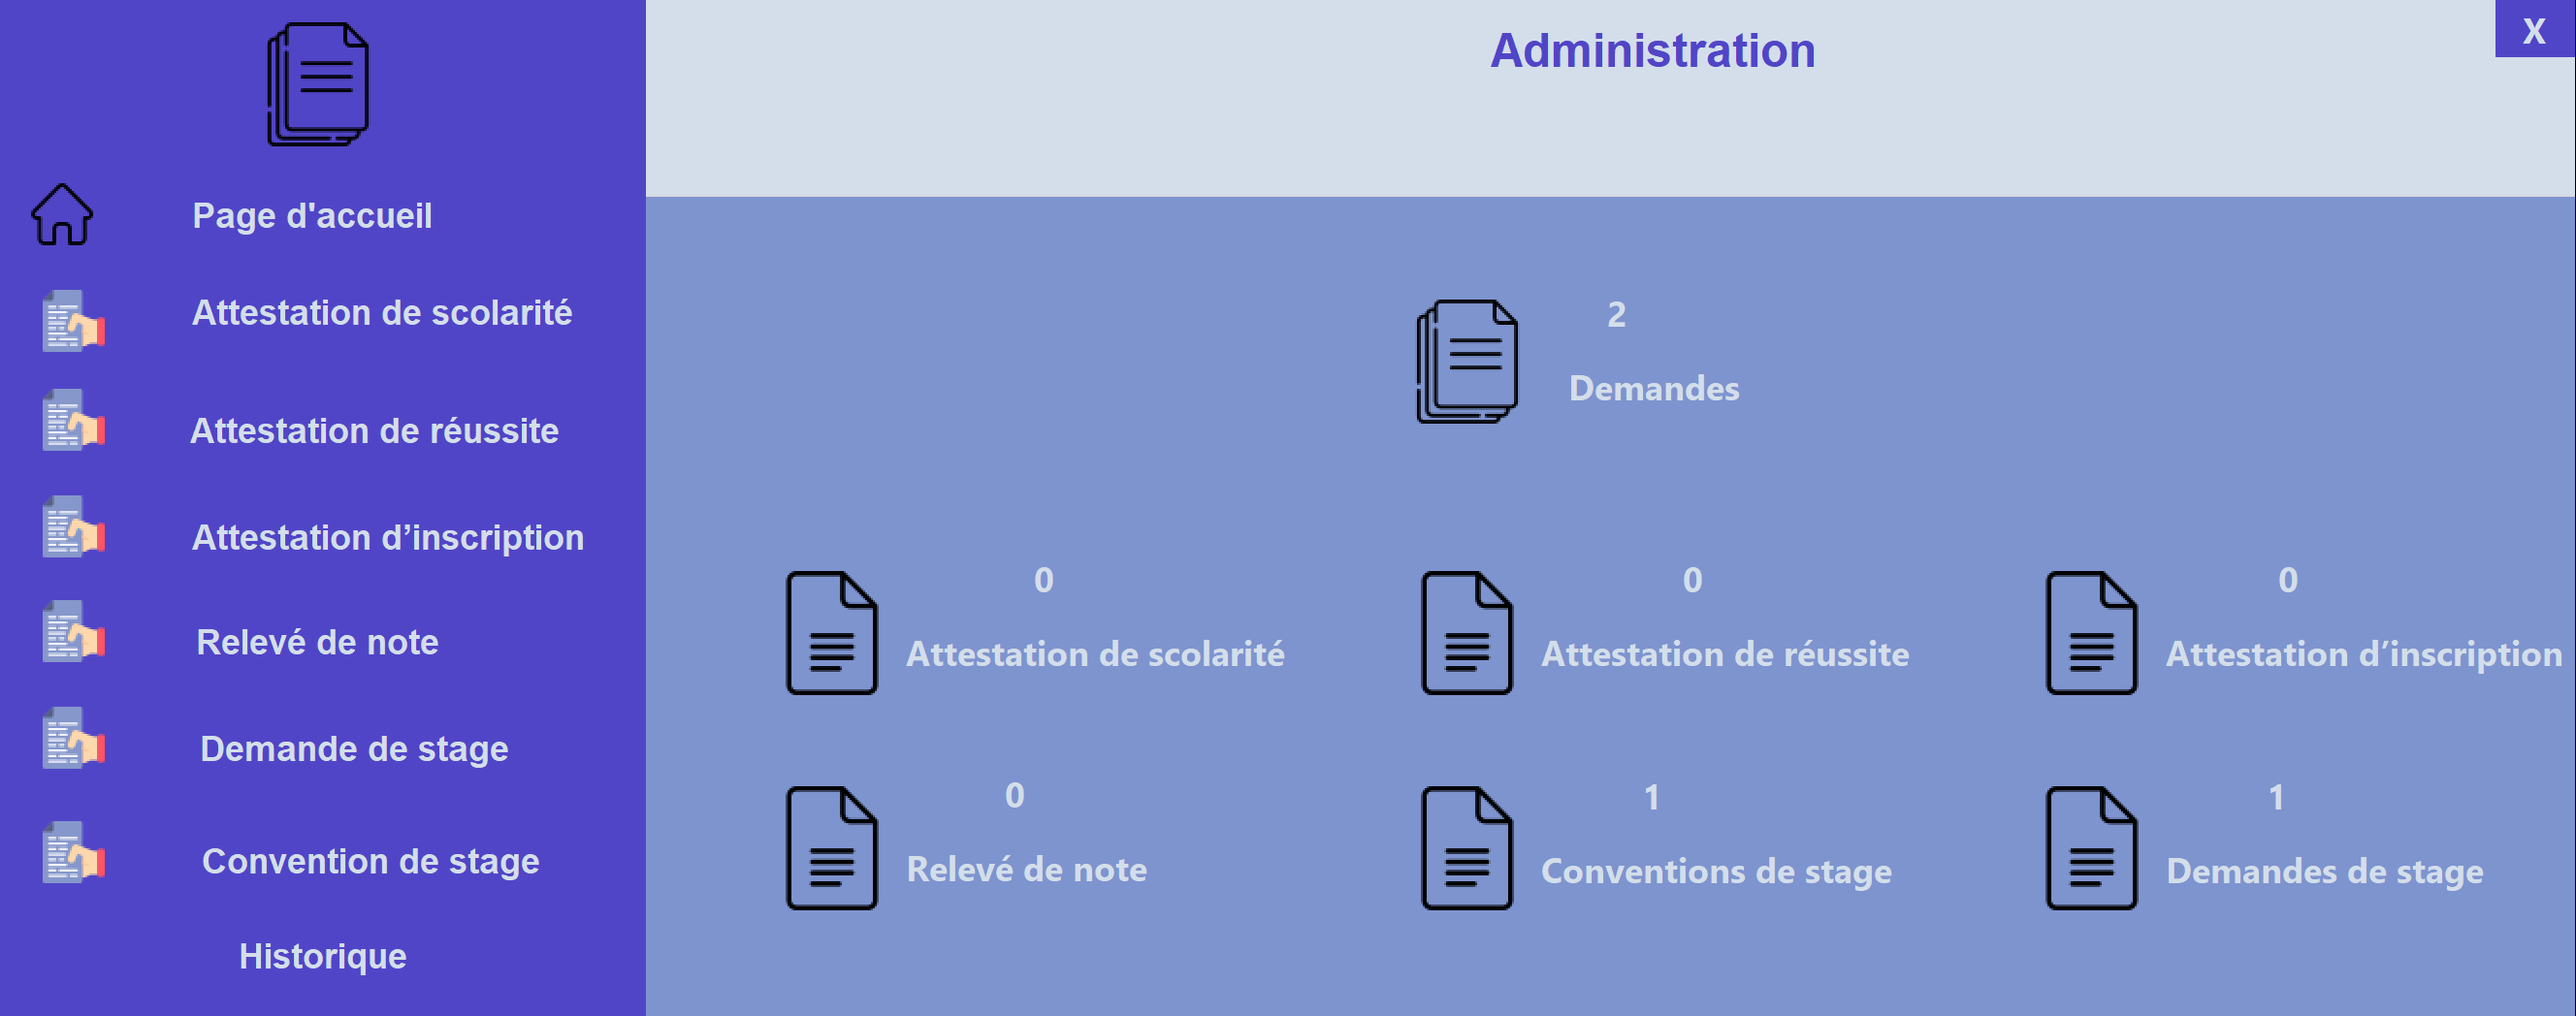 Administration
X
Page d'accueil
Attestation de scolarité
Attestation de réussite
Attestation d’inscription
Relevé de note
Demande de stage
Convention de stage
Historique
2
Demandes
0
Attestation de scolarité
0
Attestation de réussite
0
Attestation d’inscription
0
Relevé de note
1
Conventions de stage
1
Demandes de stage